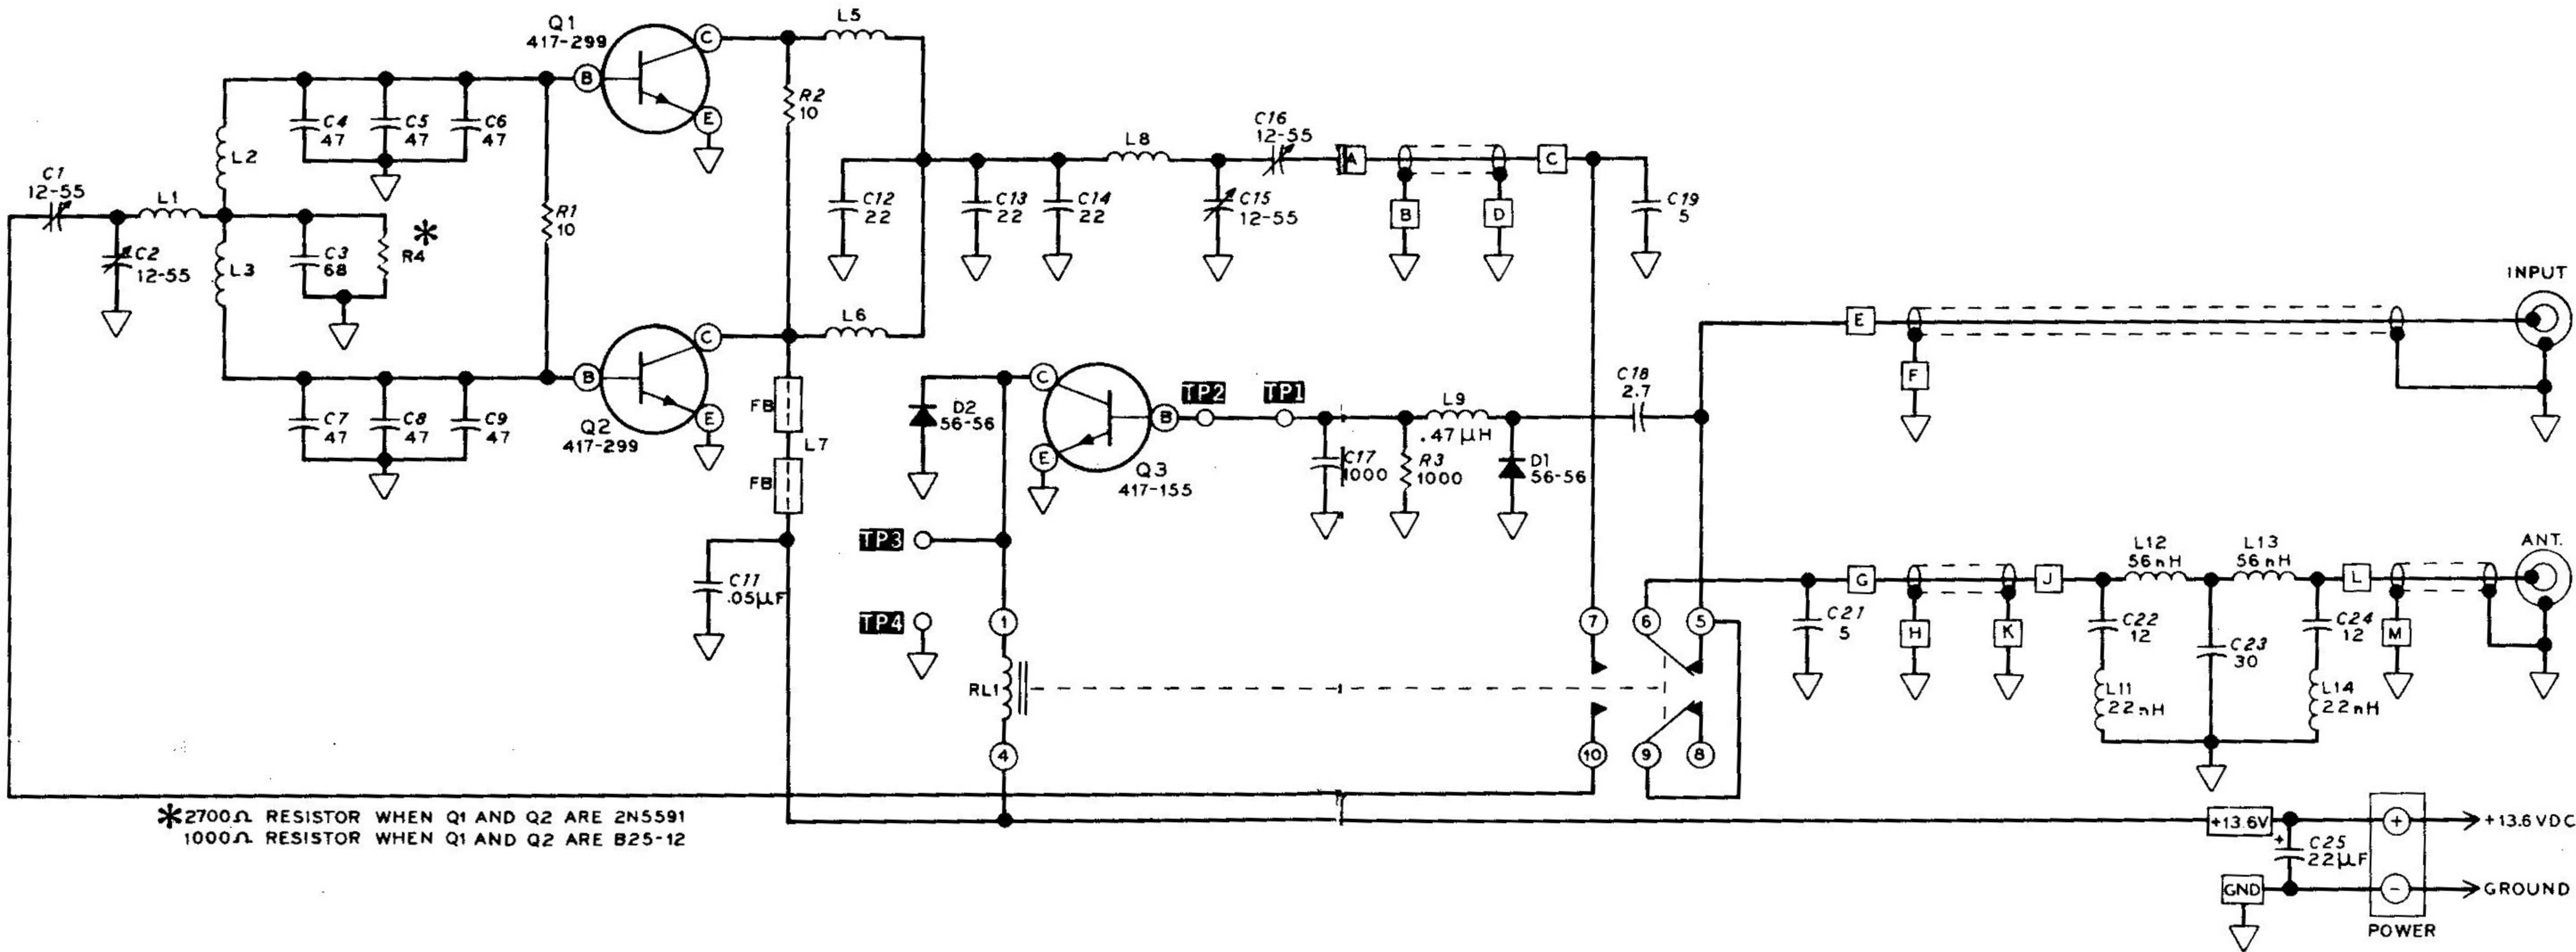 Q1
417-299
C
B
E
L5
R2
10
C4
47
C5
47
C6
47
L2
C1
12-55
L1
R1
10
C2
12-55
L3
C3
68
R4
*
C7
47
C8
47
C9
47
B
C
E
Q2
417-299
L6
FB
L7
FB
C11
.05µF
C12
22
C13
22
C14
22
L8
C15
12-55
C16
12-55
A
B
D
C
C19
5
D2
56-56
C
B
E
Q3
417-155
TP2
TP1
C17
1000
R3
1000
L9
.47µH
D1
56-56
C18
2.7
TP3
TP4
1
RL1
4
7
6
5
10
9
8
E
F
INPUT
G
C21
5
H
K
J
L12
56nH
L13
56nH
C22
12
L11
22nH
C23
30
C24
12
L14
22nH
L
M
ANT.
*2700Ω RESISTOR WHEN Q1 AND Q2 ARE 2N5591
1000Ω RESISTOR WHEN Q1 AND Q2 ARE B25-12
+13.6V
+
+13.6 VDC
+
C25
22µF
GND
-
GROUND
POWER